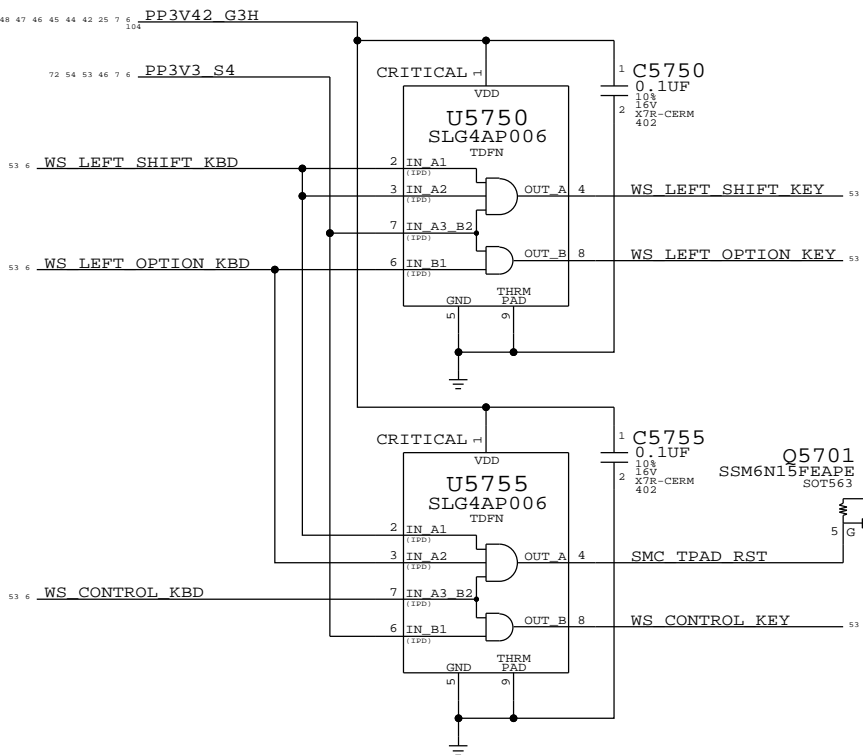 48 47 46 45 44 42 25 7 6 PP3V42_G3H
104
72 54 53 46 7 6 PP3V3_S4
CRITICAL 1
VDD
U5750
SLG4AP006
TDFN
1 C5750
0.1UF
10%
16V
2 X7R-CERM
402
53 6 WS_LEFT_SHIFT_KBD
2 IN_A1
(IPD)
3 IN_A2
(IPD)
OUT_A 4 WS_LEFT_SHIFT_KEY 53
7 IN_A3_B2
(IPD)
53 6 WS_LEFT_OPTION_KBD
6 IN_B1
(IPD)
OUT_B 8 WS_LEFT_OPTION_KEY 53
GND
THRM
PAD
5 9
CRITICAL 1
VDD
U5755
SLG4AP006
TDFN
1 C5755
0.1UF
10%
16V
2 X7R-CERM
402
Q5701
SSM6N15FEAPE
SOT563
5 G
2 IN_A1
(IPD)
3 IN_A2
(IPD)
OUT_A 4 SMC_TPAD_RST
53 6 WS_CONTROL_KBD
7 IN_A3_B2
(IPD)
6 IN_B1
(IPD)
OUT_B 8 WS_CONTROL_KEY 53
GND
THRM
PAD
5 9